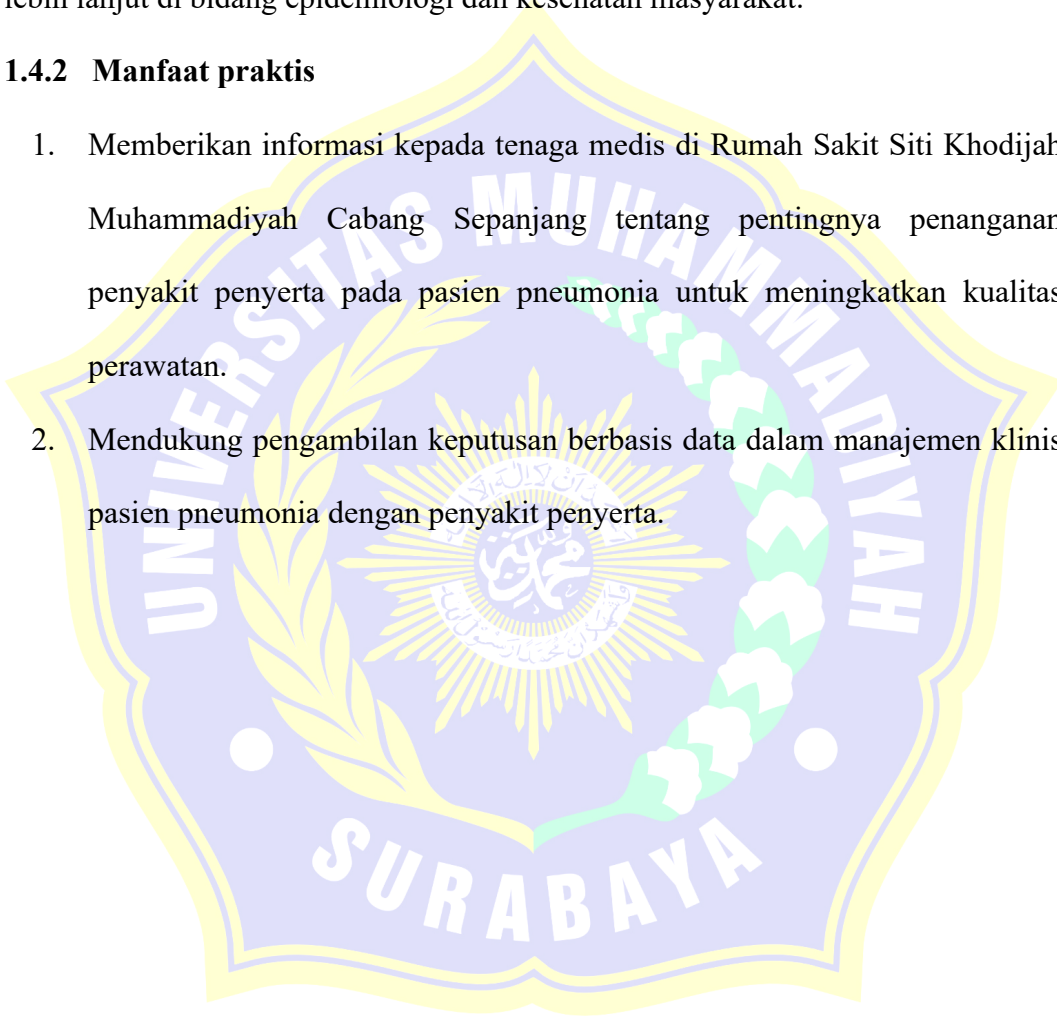 lebih lanjut di bidang epidemiologi dan kesehatan masyarakat.
1.4.2 Manfaat praktis
1. Memberikan informasi kepada tenaga medis di Rumah Sakit Siti Khodijah
Muhammadiyah Cabang Sepanjang tentang pentingnya penanganan
penyakit penyerta pada pasien pneumonia untuk meningkatkan kualitas
perawatan.
2. Mendukung pengambilan keputusan berbasis data dalam manajemen klinis
pasien pneumonia dengan penyakit penyerta.
UNIVERSITAS MUHAMMADIYAH
SURABAYA